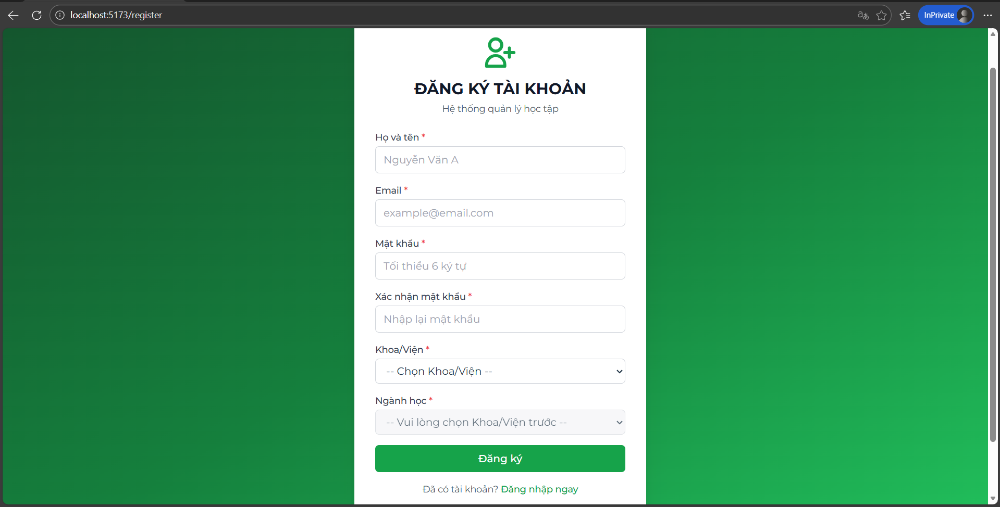 localhost:5173/register
InPrivate
ĐĂNG KÝ TÀI KHOẢN
Hệ thống quản lý học tập
Họ và tên *
Nguyễn Văn A
Email *
example@email.com
Mật khẩu *
Tối thiểu 6 ký tự
Xác nhận mật khẩu *
Nhập lại mật khẩu
Khoa/Viện *
-- Chọn Khoa/Viện --
Ngành học *
-- Vui lòng chọn Khoa/Viện trước --
Đăng ký
Đã có tài khoản? Đăng nhập ngay